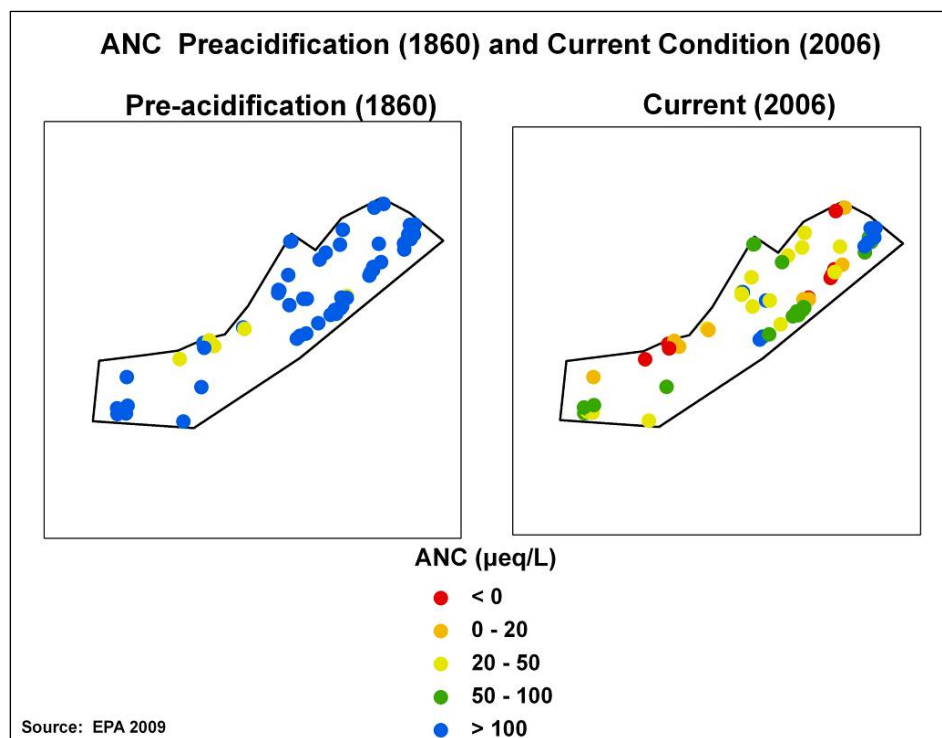 ANC Preacidification (1860) and Current Condition (2006)
Pre-acidification (1860)
Current (2006)
ANC (µeq/L)
< 0
0 - 20
20 - 50
50 - 100
> 100
Source: EPA 2009